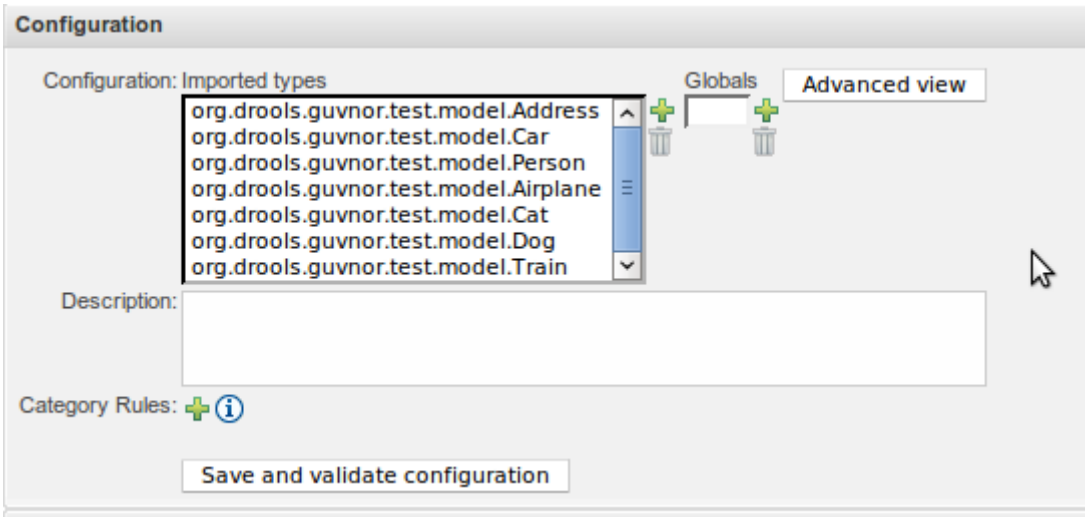 Configuration
Configuration: Imported types Globals Advanced view
org.drools.guvnor.test.model.Address
org.drools.guvnor.test.model.Car
org.drools.guvnor.test.model.Person
org.drools.guvnor.test.model.Airplane
org.drools.guvnor.test.model.Cat
org.drools.guvnor.test.model.Dog
org.drools.guvnor.test.model.Train
Description:
Category Rules:
Save and validate configuration